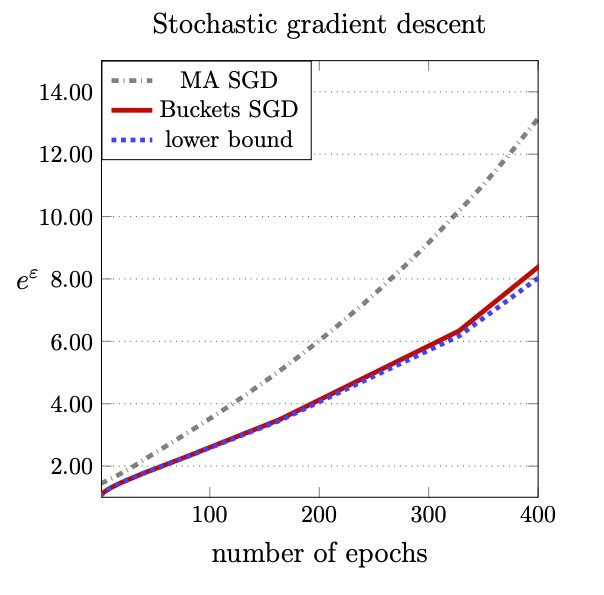 Stochastic gradient descent
MA SGD
Buckets SGD
lower bound
14.00
12.00
10.00
8.00
6.00
4.00
2.00
e^ε
100 200 300 400
number of epochs